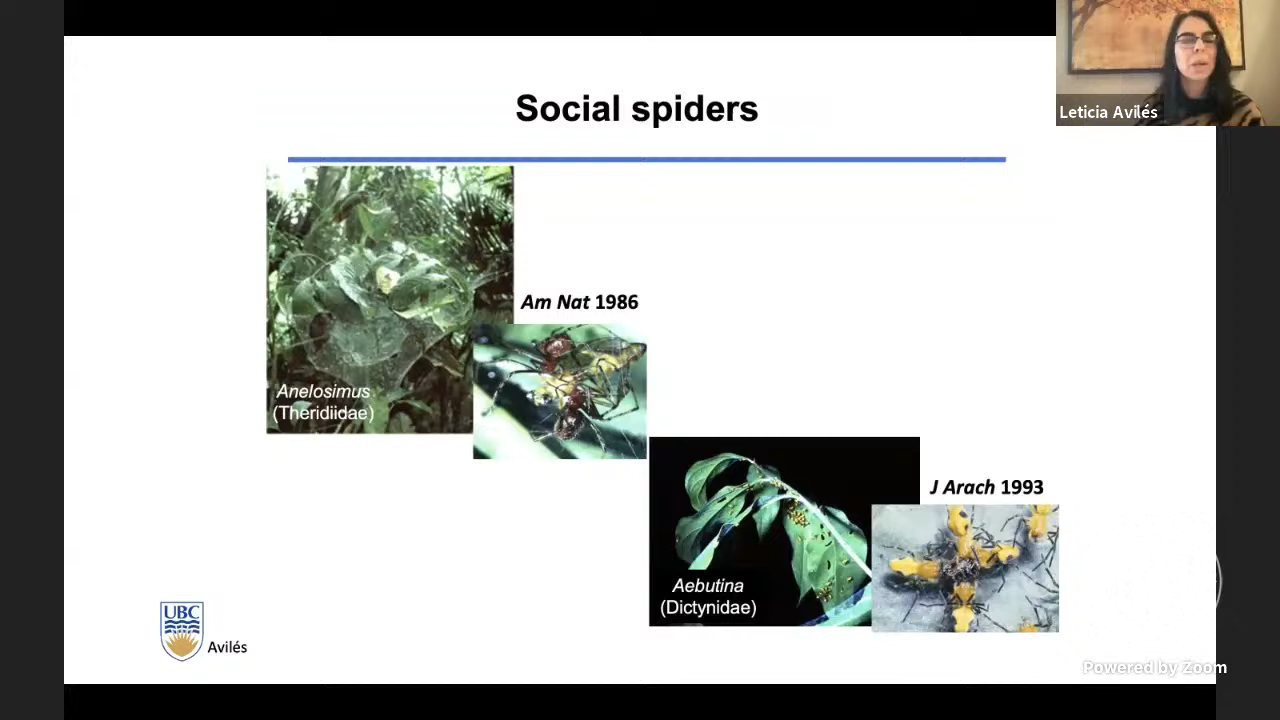 Leticia Avilés
Social spiders
Am Nat 1986
Anelosimus
(Theridiidae)
J Arach 1993
Aebutina
(Dictynidae)
UBC
Avilés
Powered by Zoom